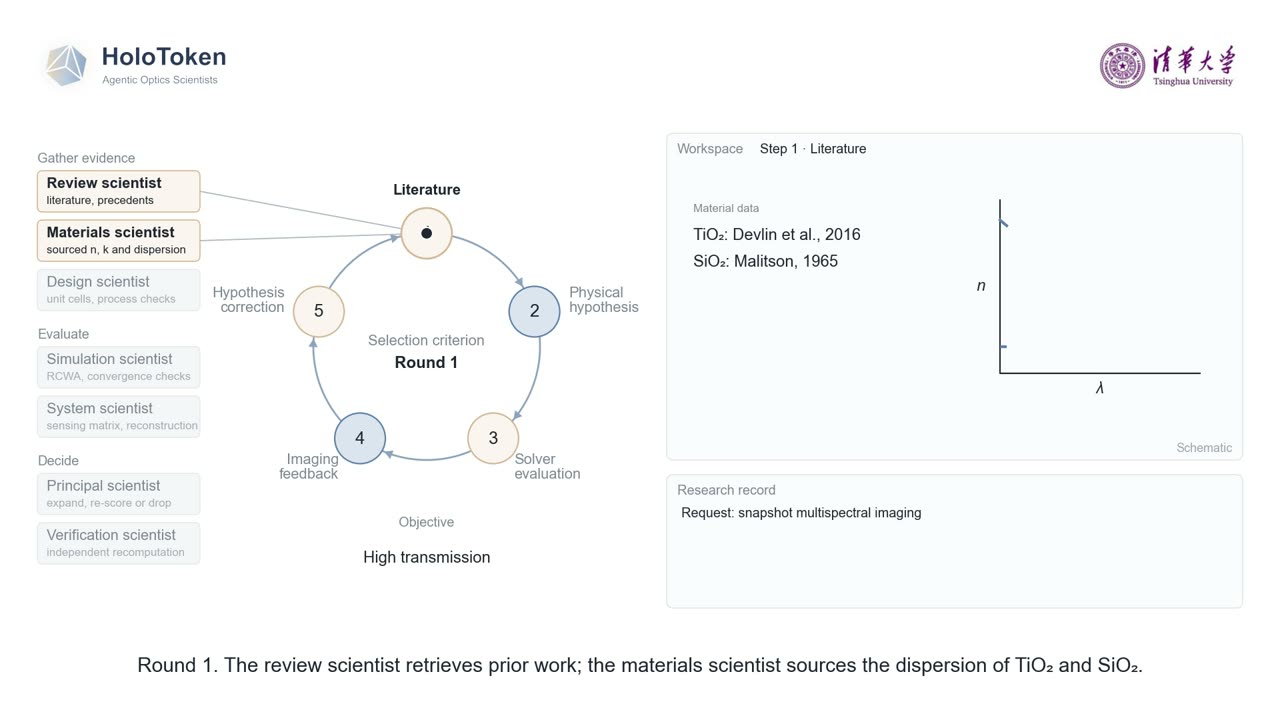 HoloToken
Agentic Optics Scientists
清華大学
Tsinghua University
Gather evidence
Review scientist
literature, precedents
Materials scientist
sourced n, k and dispersion
Design scientist
unit cells, process checks
Evaluate
Simulation scientist
RCWA, convergence checks
System scientist
sensing matrix, reconstruction
Decide
Principal scientist
expand, re-score or drop
Verification scientist
independent recomputation
Literature
2
Physical
hypothesis
3
Solver
evaluation
4
Imaging
feedback
5
Hypothesis
correction
Selection criterion
Round 1
Objective
High transmission
Workspace Step 1 · Literature
Material data
TiO₂: Devlin et al., 2016
SiO₂: Malitson, 1965
n
λ
Schematic
Research record
Request: snapshot multispectral imaging
Round 1. The review scientist retrieves prior work; the materials scientist sources the dispersion of TiO₂ and SiO₂.